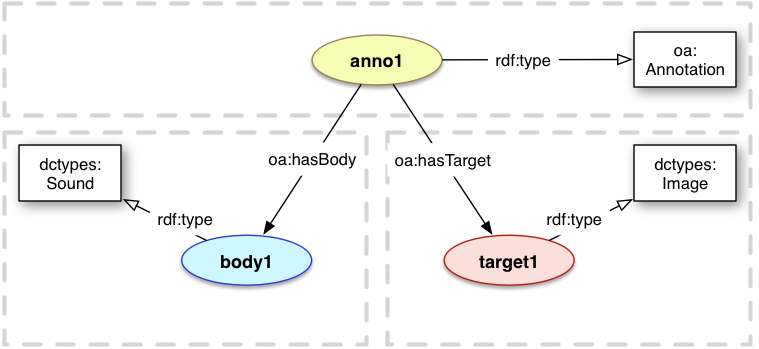 anno1
rdf:type
oa:
Annotation
oa:hasBody
oa:hasTarget
dctypes:
Sound
rdf:type
body1
dctypes:
Image
rdf:type
target1